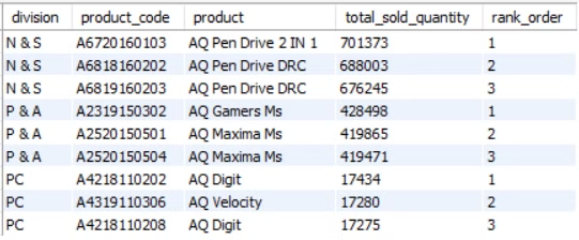 division product_code product total_sold_quantity rank_order
N & S A6720160103 AQ Pen Drive 2 IN 1 701373 1
N & S A6818160202 AQ Pen Drive DRC 688003 2
N & S A6819160203 AQ Pen Drive DRC 676245 3
P & A A2319150302 AQ Gamers Ms 428498 1
P & A A2520150501 AQ Maxima Ms 419865 2
P & A A2520150504 AQ Maxima Ms 419471 3
PC A4218110202 AQ Digit 17434 1
PC A4319110306 AQ Velocity 17280 2
PC A4218110208 AQ Digit 17275 3